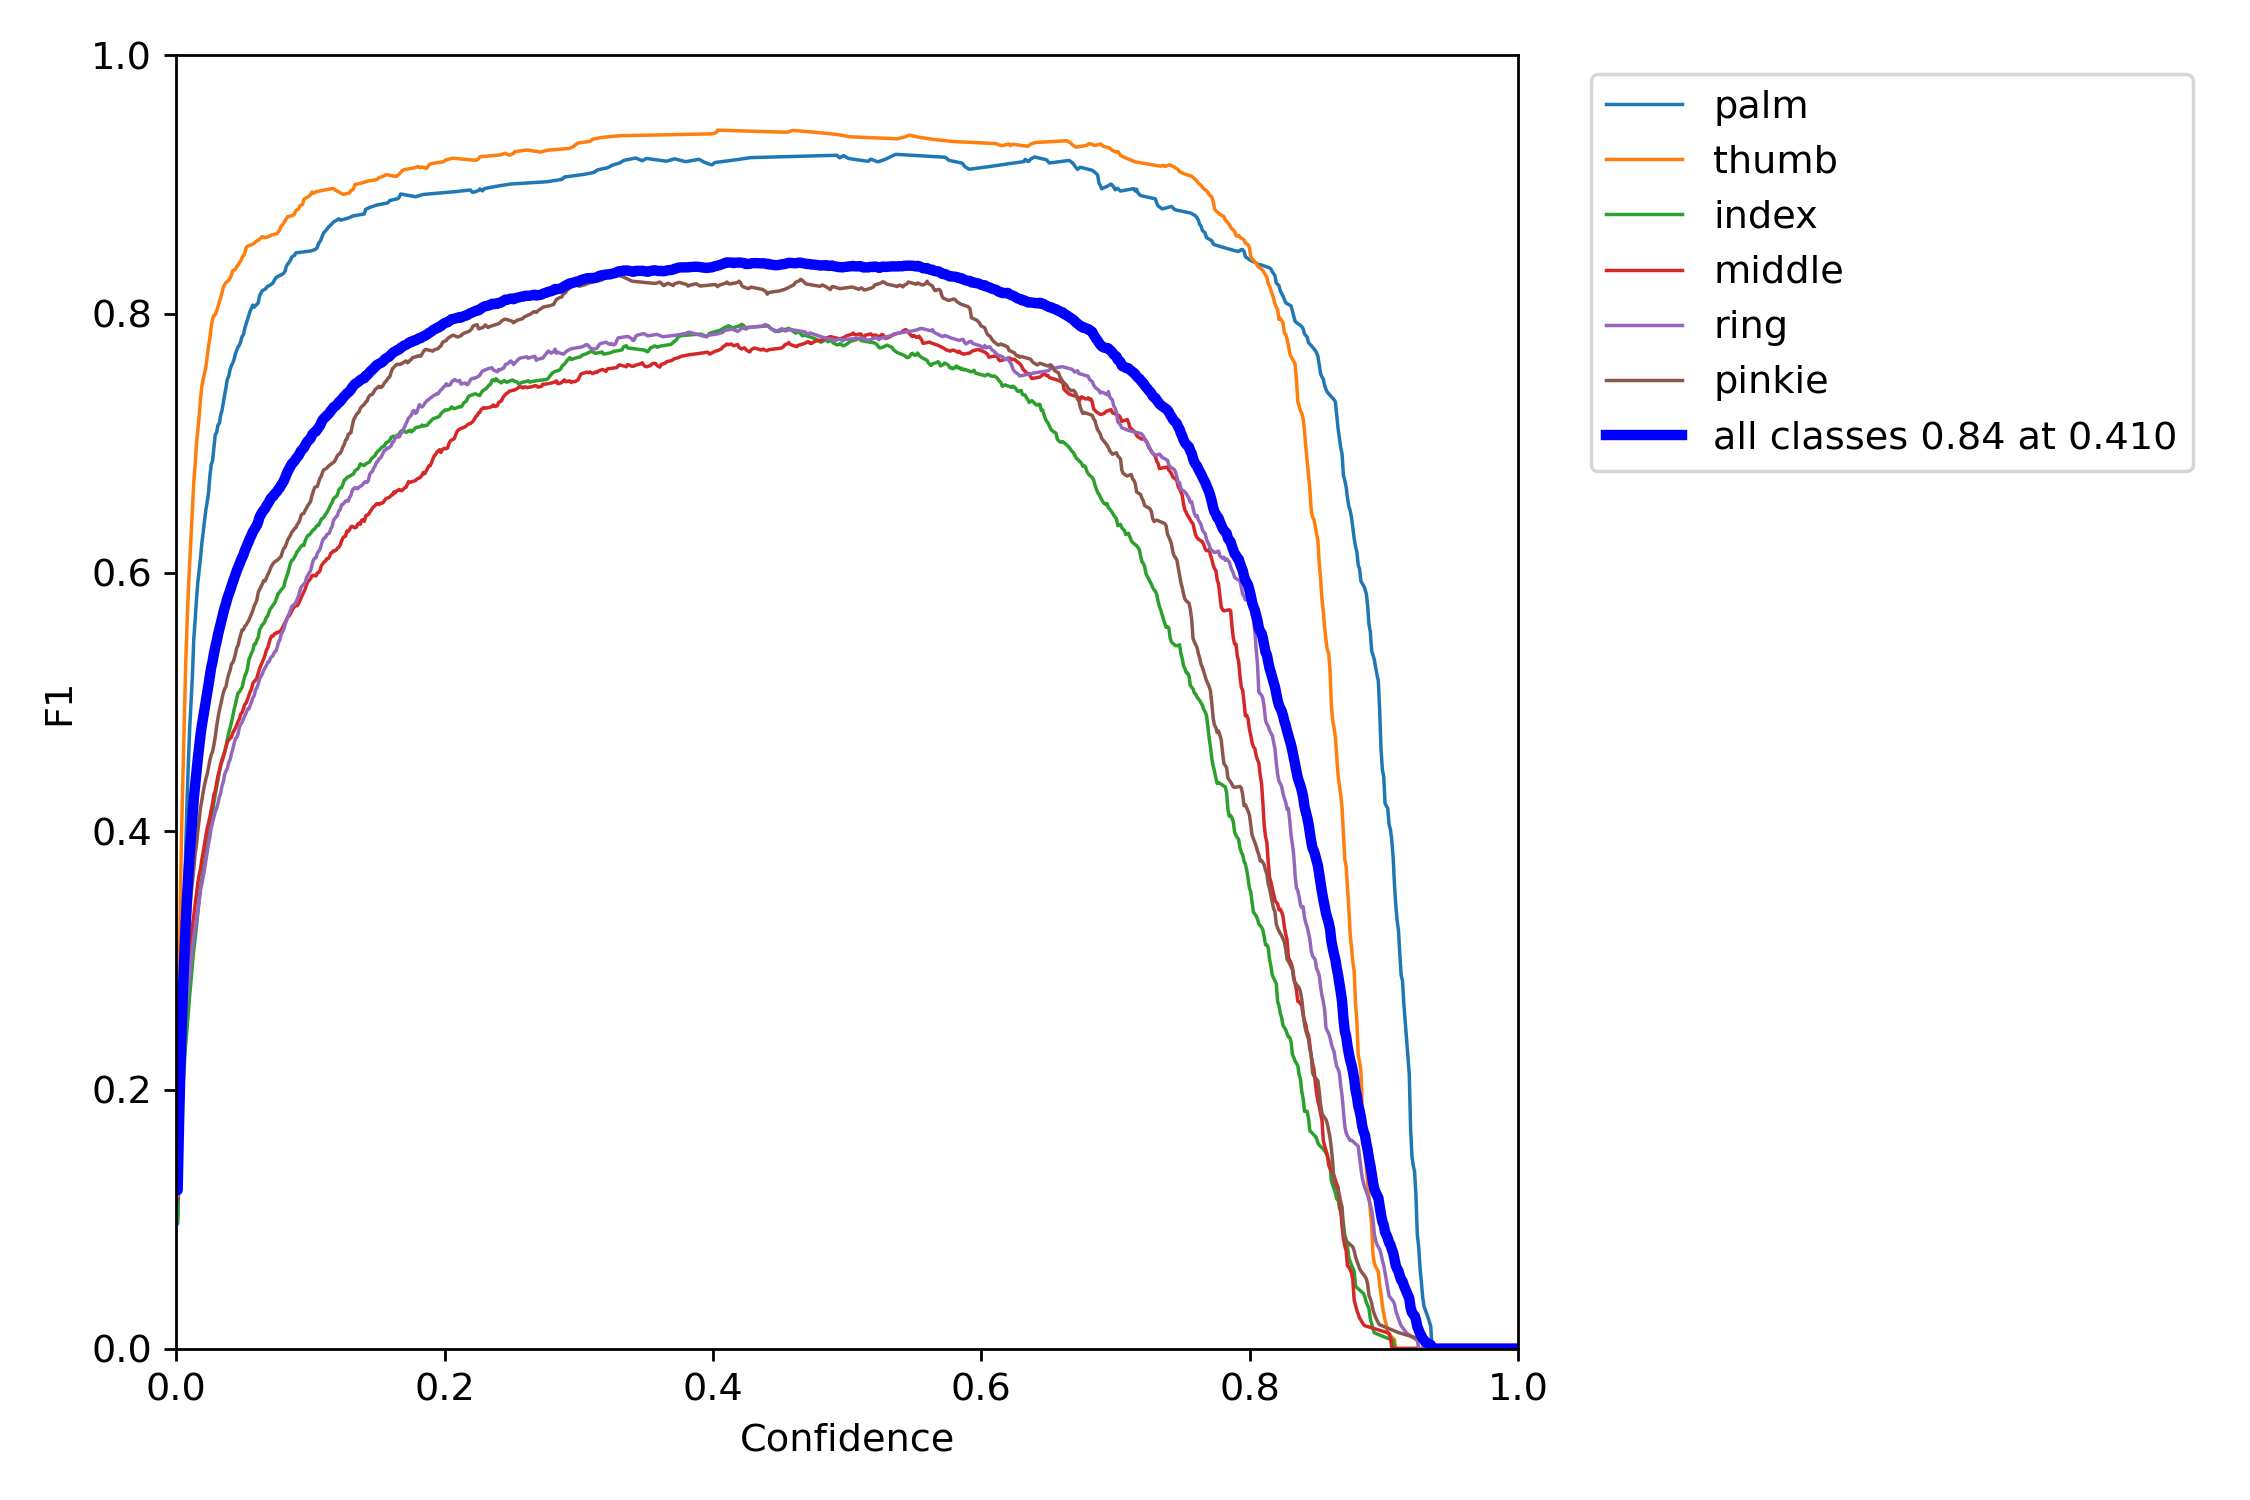 1.0
0.8
0.6
0.4
0.2
0.0
F1
0.0 0.2 0.4 0.6 0.8 1.0
Confidence
palm
thumb
index
middle
ring
pinkie
all classes 0.84 at 0.410